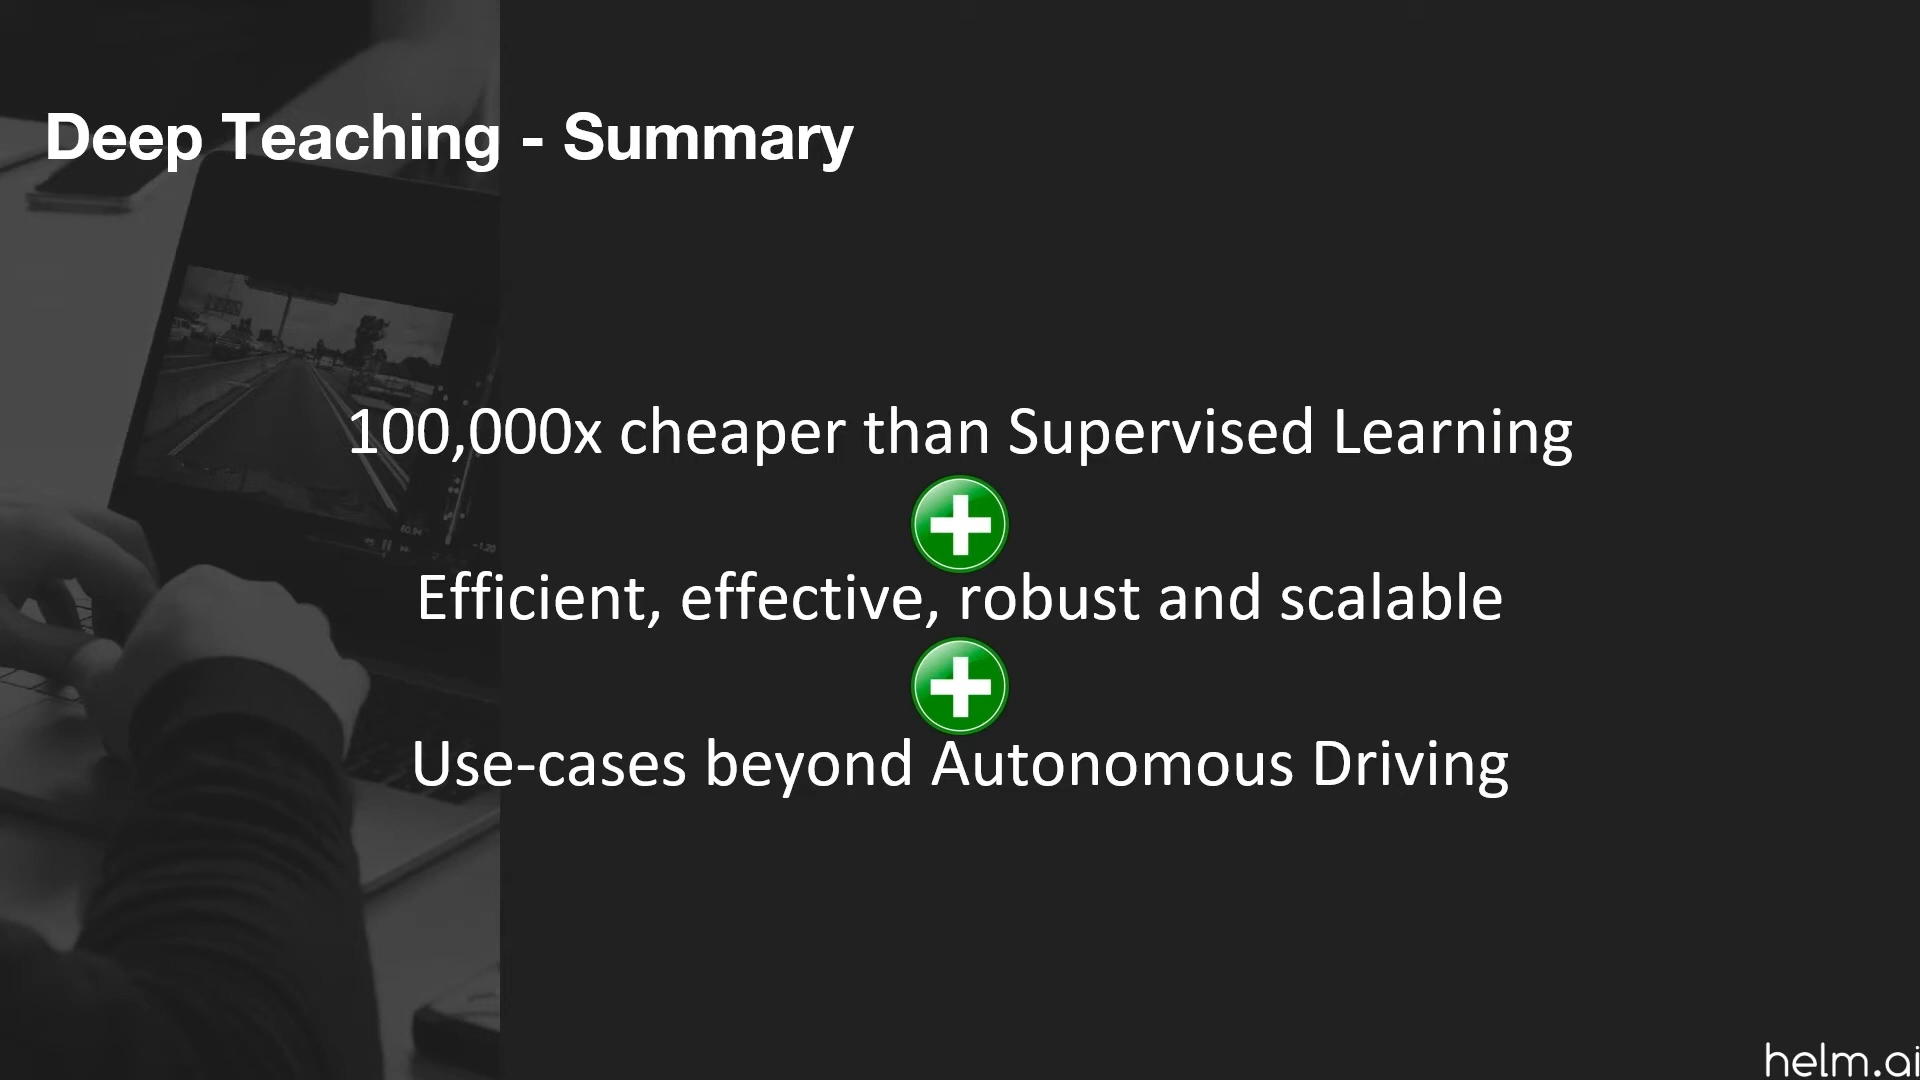 Deep Teaching - Summary
100,000x cheaper than Supervised Learning
Efficient, effective, robust and scalable
Use-cases beyond Autonomous Driving
helm.ai